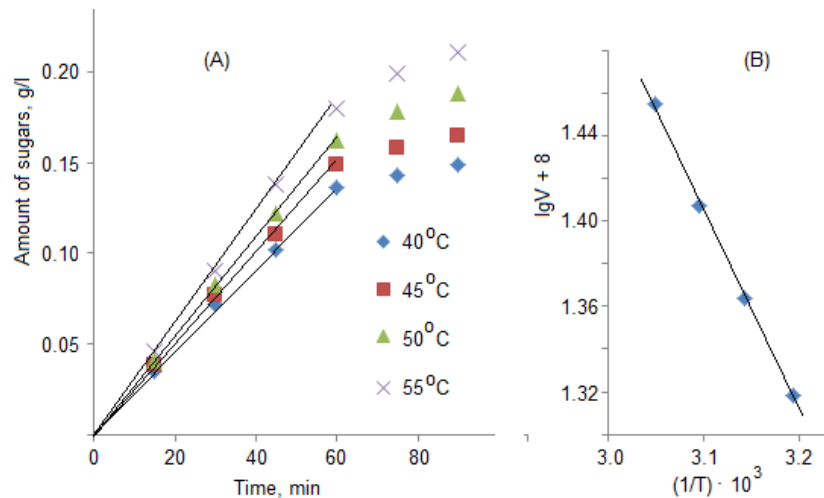 (A)
Amount of sugars, g/l
0.20
0.15
0.10
0.05
40°C
45°C
50°C
55°C
0
20
40
60
80
Time, min
(B)
lgV + 8
1.44
1.40
1.36
1.32
3.0
3.1
3.2
(1/T) · 10³